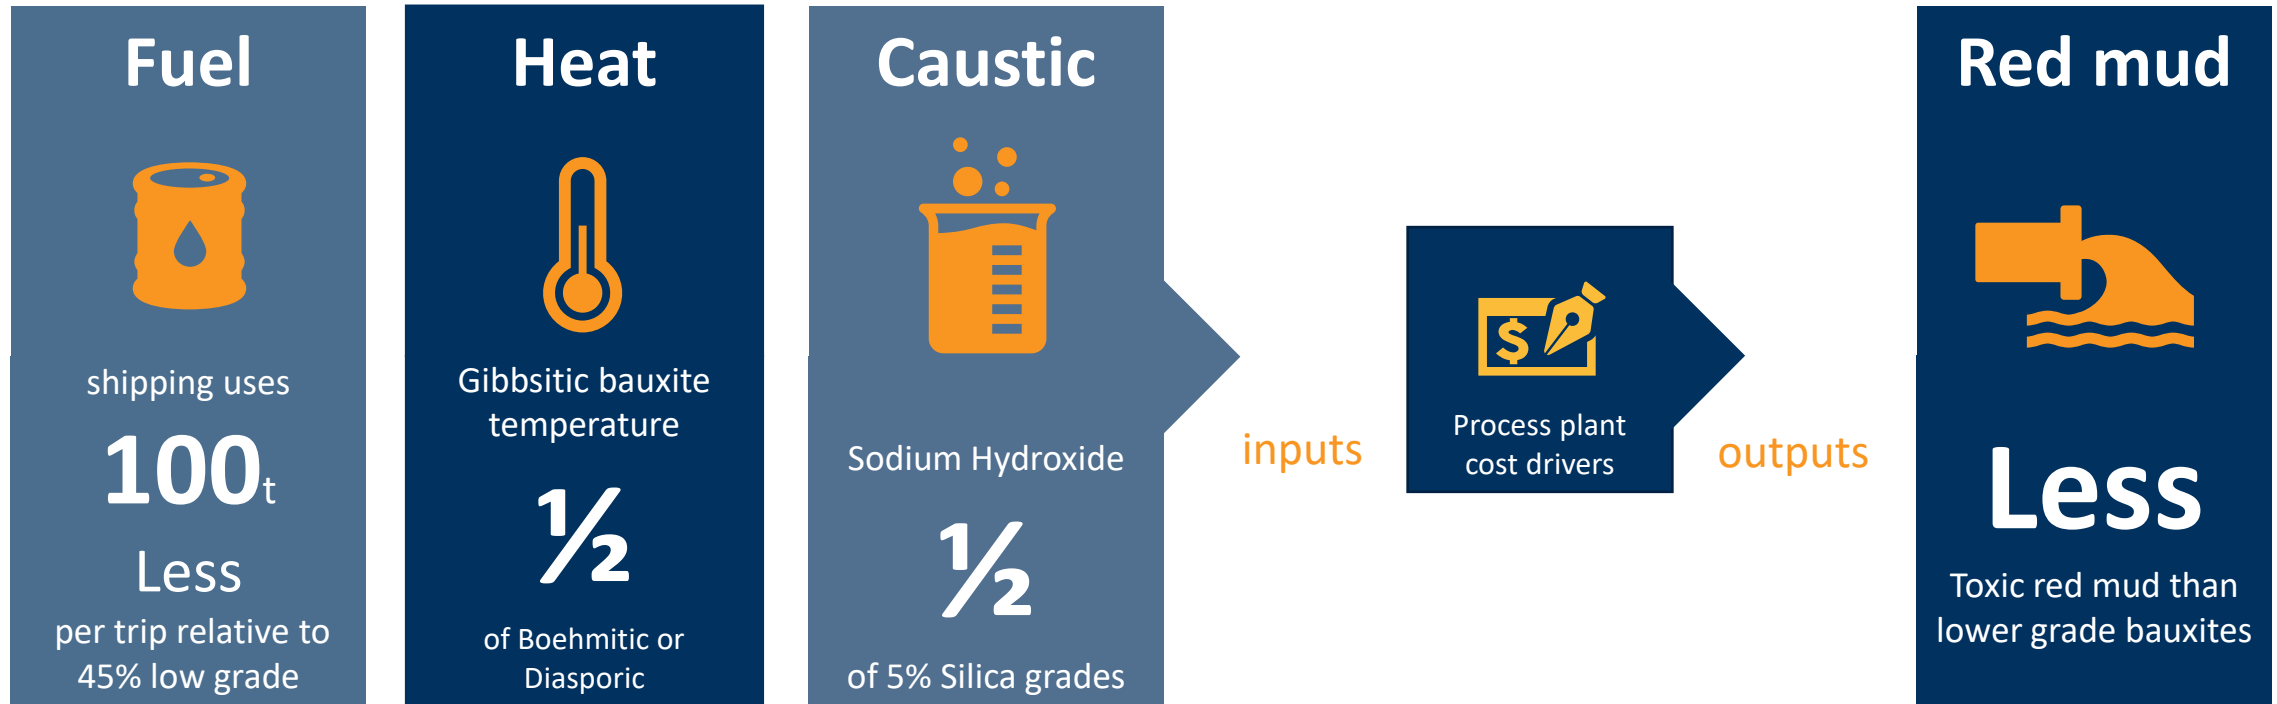 Fuel
shipping uses
100t
Less
per trip relative to
45% low grade
Heat
Gibbsitic bauxite
temperature
½
of Boehmitic or
Diasporic
Caustic
Sodium Hydroxide
½
of 5% Silica grades
inputs
$
Process plant
cost drivers
outputs
Red mud
Less
Toxic red mud than
lower grade bauxites